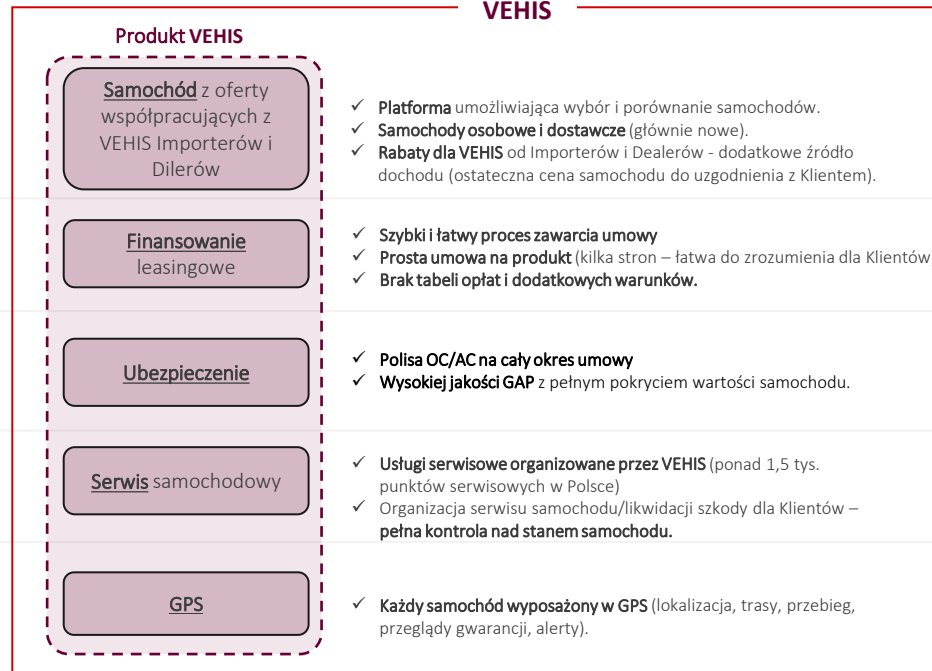 VEHIS
Produkt VEHIS
Samochód z oferty
współpracujących z
VEHIS Importerów i
Dilerów
✓ Platforma umożliwiająca wybór i porównanie samochodów.
✓ Samochody osobowe i dostawcze (głównie nowe).
✓ Rabaty dla VEHIS od Importerów i Dealerów - dodatkowe źródło
dochodu (ostateczna cena samochodu do uzgodnienia z Klientem).
Finansowanie
leasingowe
✓ Szybki i łatwy proces zawarcia umowy
✓ Prosta umowa na produkt (kilka stron – łatwa do zrozumienia dla Klientów
✓ Brak tabeli opłat i dodatkowych warunków.
Ubezpieczenie
✓ Polisa OC/AC na cały okres umowy
✓ Wysokiej jakości GAP z pełnym pokryciem wartości samochodu.
Serwis samochodowy
✓ Usługi serwisowe organizowane przez VEHIS (ponad 1,5 tys.
punktów serwisowych w Polsce)
✓ Organizacja serwisu samochodu/likwidacji szkody dla Klientów –
pełna kontrola nad stanem samochodu.
GPS
✓ Każdy samochód wyposażony w GPS (lokalizacja, trasy, przebieg,
przeglądy gwarancji, alerty).